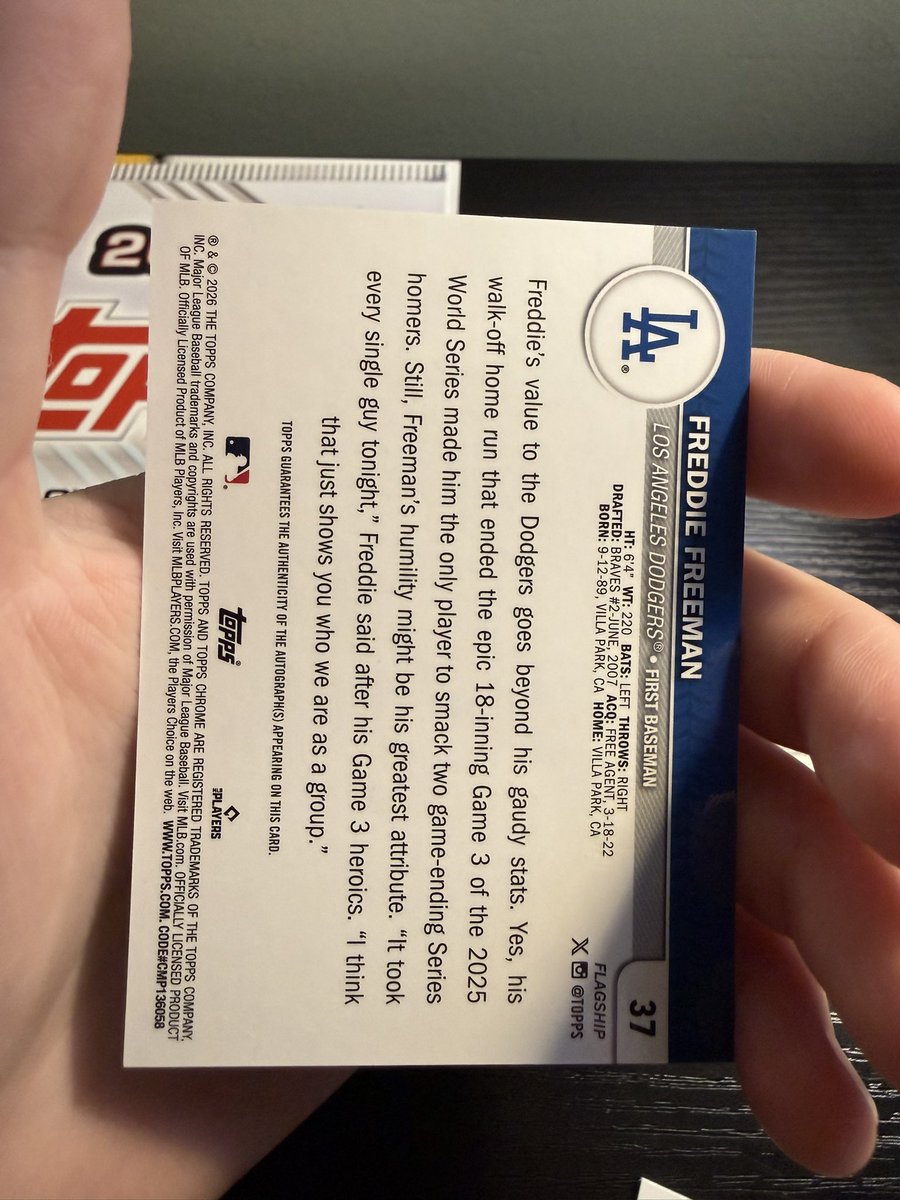 37
FREDDIE FREEMAN
LOS ANGELES DODGERS® • FIRST BASEMAN
LA®
HT: 6'4" WT: 220 BATS: LEFT THROWS: RIGHT
DRAFTED: BRAVES #2-JUNE, 2007 ACQ: FREE AGENT, 3-18-22
BORN: 9-12-89, VILLA PARK, CA HOME: VILLA PARK, CA
FLAGSHIP
X @TOPPS
Freddie's value to the Dodgers goes beyond his gaudy stats. Yes, his
walk-off home run that ended the epic 18-inning Game 3 of the 2025
World Series made him the only player to smack two game-ending Series
homers. Still, Freeman's humility might be his greatest attribute. “It took
every single guy tonight,” Freddie said after his Game 3 heroics. “I think
that just shows you who we are as a group.”
TOPPS GUARANTEES THE AUTHENTICITY OF THE AUTOGRAPH(S) APPEARING ON THIS CARD.
topps®
PLAYERS
® & © 2026 THE TOPPS COMPANY, INC. ALL RIGHTS RESERVED. TOPPS AND TOPPS CHROME ARE REGISTERED TRADEMARKS OF THE TOPPS COMPANY,
INC. Major League Baseball trademarks and copyrights are used with permission of Major League Baseball. Visit MLB.com. OFFICIALLY LICENSED PRODUCT
OF MLB. Officially Licensed Product of MLB Players, Inc. Visit MLBPLAYERS.COM, the Players Choice on the web. WWW.TOPPS.COM. CODE#CMP136058